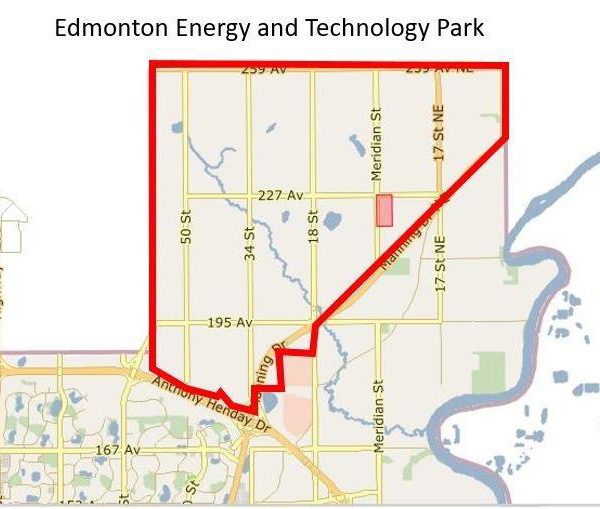 Edmonton Energy and Technology Park
259 Av
259 Av NE
Meridian St
17 St NE
227 Av
50 St
34 St
18 St
Manning Dr NE
17 St NE
195 Av
Manning Dr
Anthony Henday Dr
Meridian St
167 Av